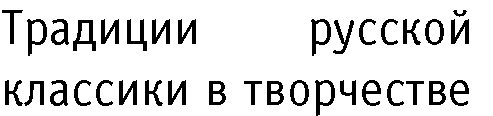 Традиции русской
классики в творчестве